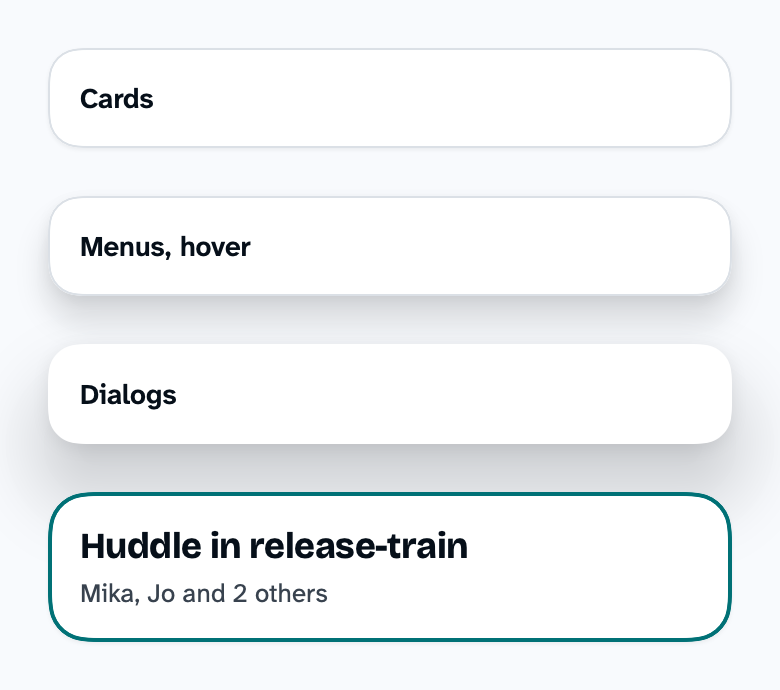 Cards
Menus, hover
Dialogs
Huddle in release-train
Mika, Jo and 2 others